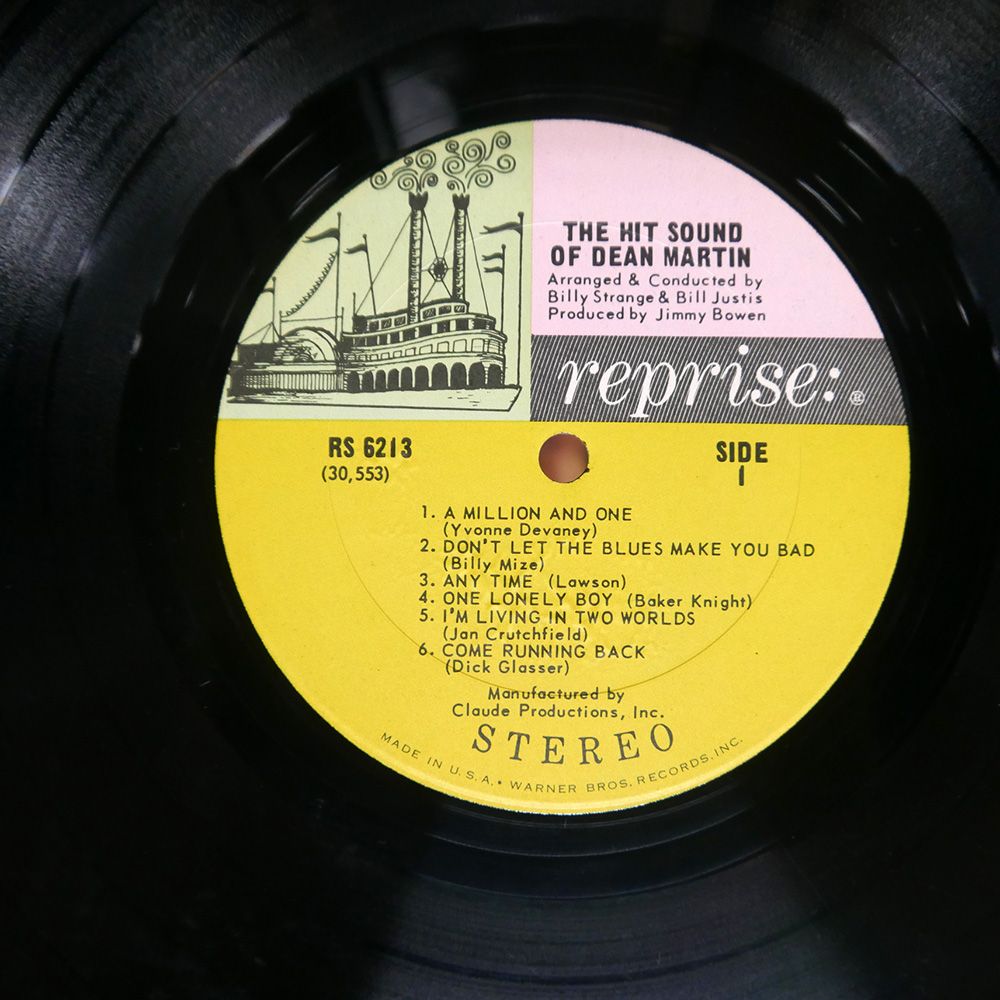 THE HIT SOUND
OF DEAN MARTIN
Arranged & Conducted by
Billy Strange & Bill Justis
Produced by Jimmy Bowen
reprise: ®
RS 6213
(30,553)
SIDE
1
1. A MILLION AND ONE
(Yvonne Devaney)
2. DON'T LET THE BLUES MAKE YOU BAD
(Billy Mize)
3. ANY TIME (Lawson)
4. ONE LONELY BOY (Baker Knight)
5. I'M LIVING IN TWO WORLDS
(Jan Crutchfield)
6. COME RUNNING BACK
(Dick Glasser)
Manufactured by
Claude Productions, Inc.
STEREO
MADE IN U.S.A. • WARNER BROS. RECORDS, INC.